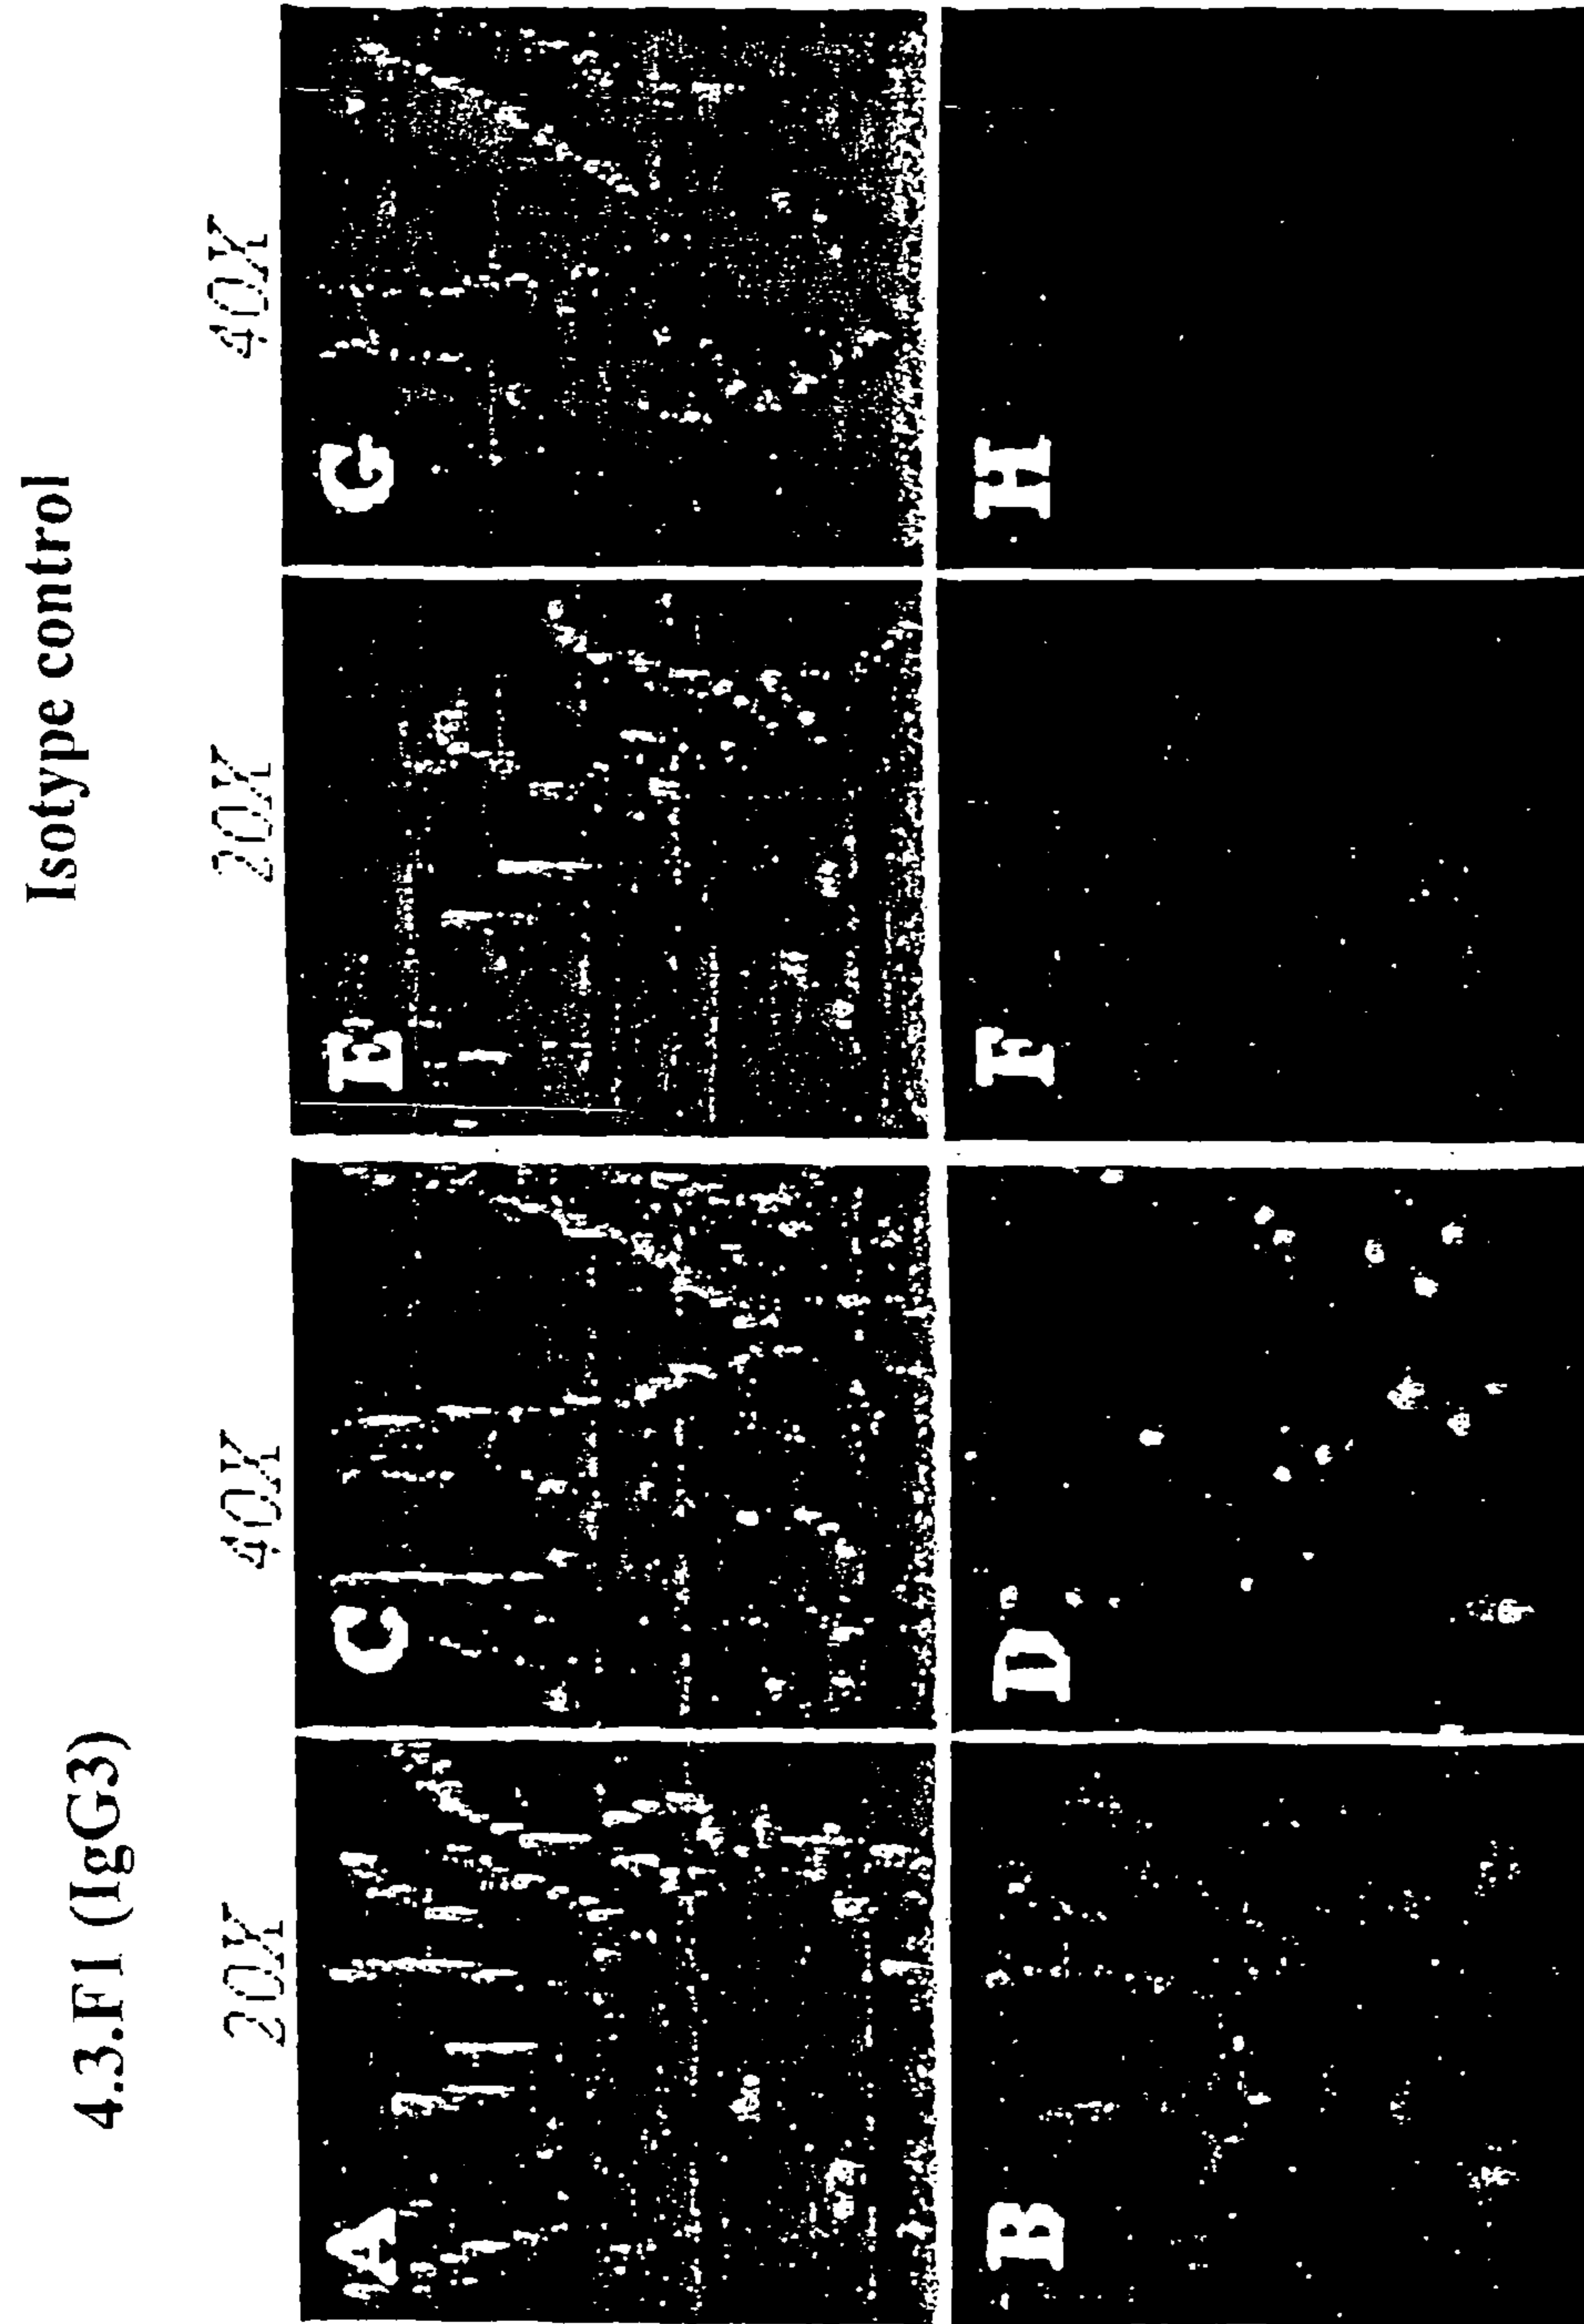 4.3.F1 (IgG3)
Isotype control
20X
40X
20X
40X
A
C
E
G
B
D
F
H